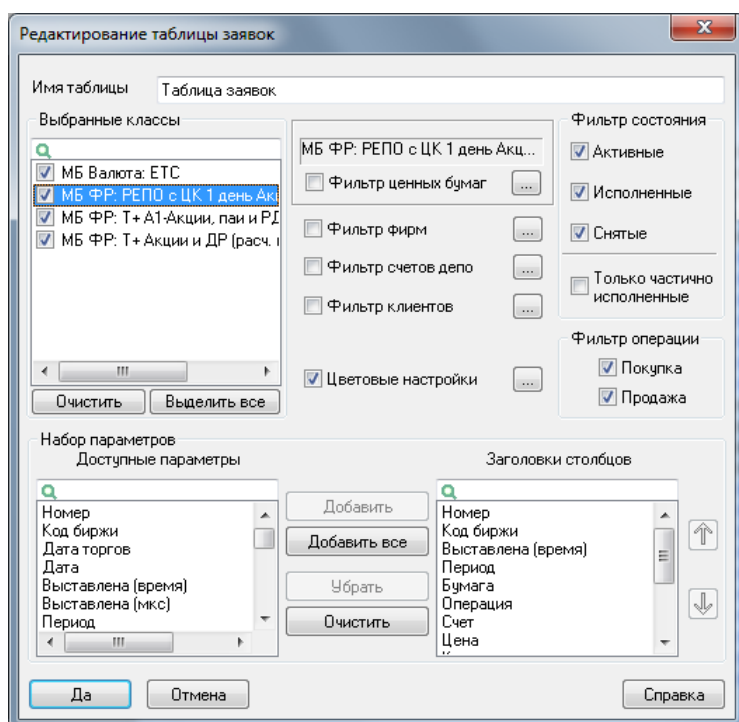 Редактирование таблицы заявок
Имя таблицы
Таблица заявок
Выбранные классы
МБ Валюта: ЕТС
МБ ФР: РЕПО с ЦК 1 день Акц
МБ ФР: Т+ А1-Акции, паи и РД
МБ ФР: Т+ Акции и ДР (расч.
Очистить
Выделить все
МБ ФР: РЕПО с ЦК 1 день Акц...
Фильтр ценных бумаг
...
Фильтр фирм
...
Фильтр счетов депо
...
Фильтр клиентов
...
Цветовые настройки
...
Фильтр состояния
Активные
Исполненные
Снятые
Только частично
исполненные
Фильтр операции
Покупка
Продажа
Набор параметров
Доступные параметры
Номер
Код биржи
Дата торгов
Дата
Выставлена (время)
Выставлена (мкс)
Период
Добавить
Добавить все
Убрать
Очистить
Заголовки столбцов
Номер
Код биржи
Выставлена (время)
Период
Бумага
Операция
Счет
Цена
Да
Отмена
Справка